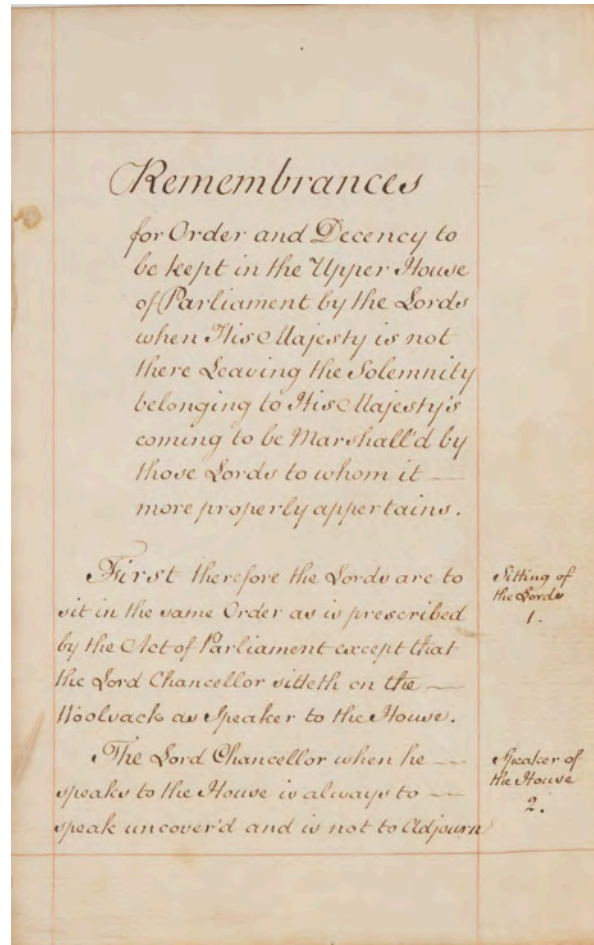 Remembrances
for Order and Decency to
be kept in the Upper House
of Parliament by the Lords
when His Majesty is not
there Leaving the Solemnity
belonging to His Majesty's
coming to be Marshall'd by
those Lords to whom it —
more properly appertains.
First therefore the Lords are to
sit in the same Order as is prescribed
by the Act of Parliament except that
the Lord Chancellor sitteth on the —
Woolsack as Speaker to the House.
Sitting of
the Lords
1.
The Lord Chancellor when he —
speaks to the House is always to —
speak uncover'd and is not to Adjourn
Speaker of
the House
2.